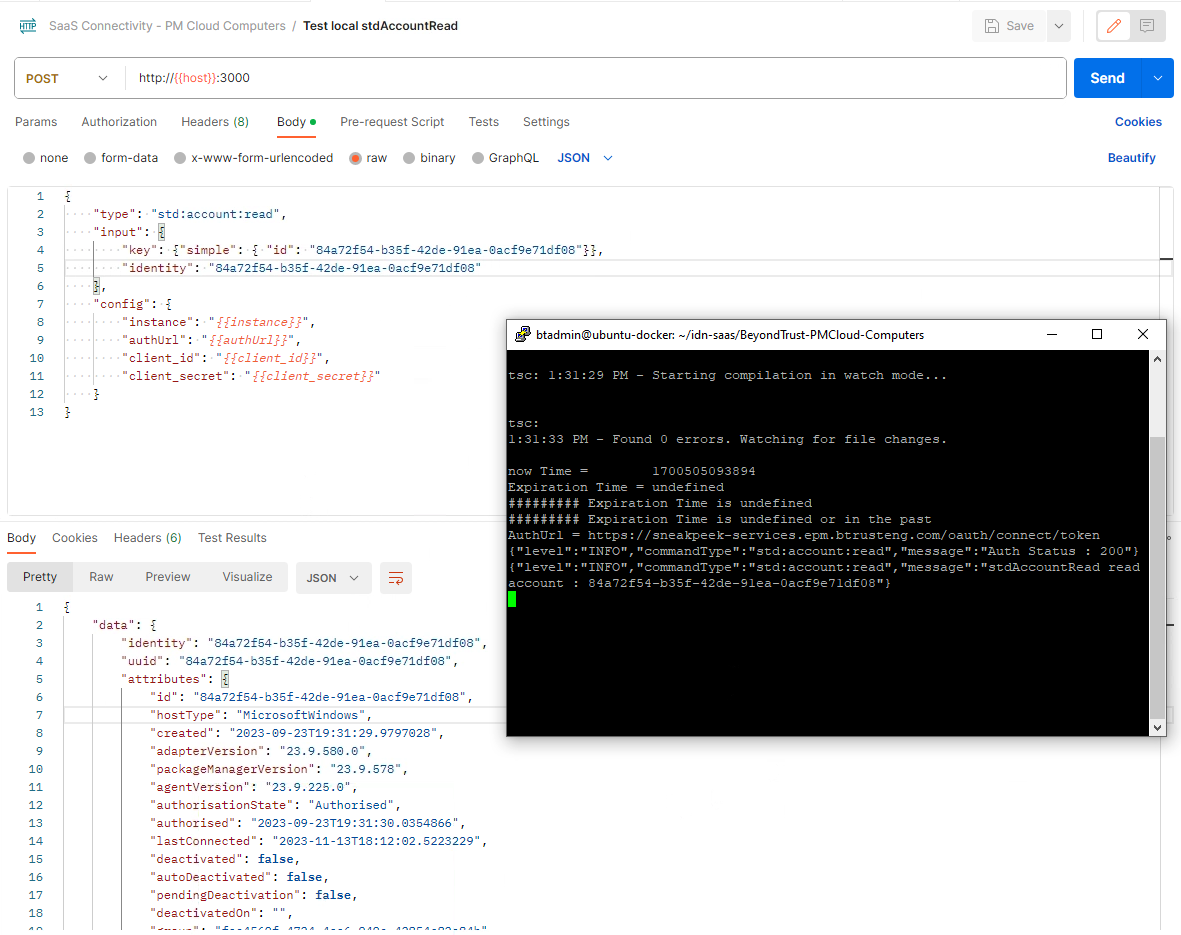 HTTP SaaS Connectivity - PM Cloud Computers / Test local stdAccountRead Save
POST http://{{host}}:3000 Send
Params Authorization Headers (8) Body Pre-request Script Tests Settings Cookies
none form-data x-www-form-urlencoded raw binary GraphQL JSON Beautify
1 {
2 "type": "std:account:read",
3 "input": {
4 "key": {"simple": { "id": "84a72f54-b35f-42de-91ea-0acf9e71df08"}},
5 "identity": "84a72f54-b35f-42de-91ea-0acf9e71df08"
6 },
7 "config": {
8 "instance": "{{instance}}",
9 "authUrl": "{{authUrl}}",
10 "client_id": "{{client_id}}",
11 "client_secret": "{{client_secret}}"
12 }
13 }
btadmin@ubuntu-docker: ~/idn-saas/BeyondTrust-PMCloud-Computers
tsc: 1:31:29 PM - Starting compilation in watch mode...
tsc:
1:31:33 PM - Found 0 errors. Watching for file changes.
now Time = 1700505093894
Expiration Time = undefined
######### Expiration Time is undefined
######### Expiration Time is undefined or in the past
AuthUrl = https://sneakpeek-services.epm.btrusteng.com/oauth/connect/token
{"level":"INFO","commandType":"std:account:read","message":"Auth Status : 200"}
{"level":"INFO","commandType":"std:account:read","message":"stdAccountRead read
account : 84a72f54-b35f-42de-91ea-0acf9e71df08"}
Body Cookies Headers (6) Test Results
Pretty Raw Preview Visualize JSON
1 {
2 "data": {
3 "identity": "84a72f54-b35f-42de-91ea-0acf9e71df08",
4 "uuid": "84a72f54-b35f-42de-91ea-0acf9e71df08",
5 "attributes": {
6 "id": "84a72f54-b35f-42de-91ea-0acf9e71df08",
7 "hostType": "MicrosoftWindows",
8 "created": "2023-09-23T19:31:29.9797028",
9 "adapterVersion": "23.9.580.0",
10 "packageManagerVersion": "23.9.578",
11 "agentVersion": "23.9.225.0",
12 "authorisationState": "Authorised",
13 "authorised": "2023-09-23T19:31:30.0354866",
14 "lastConnected": "2023-11-13T18:12:02.5223229",
15 "deactivated": false,
16 "autoDeactivated": false,
17 "pendingDeactivation": false,
18 "deactivatedOn": "",